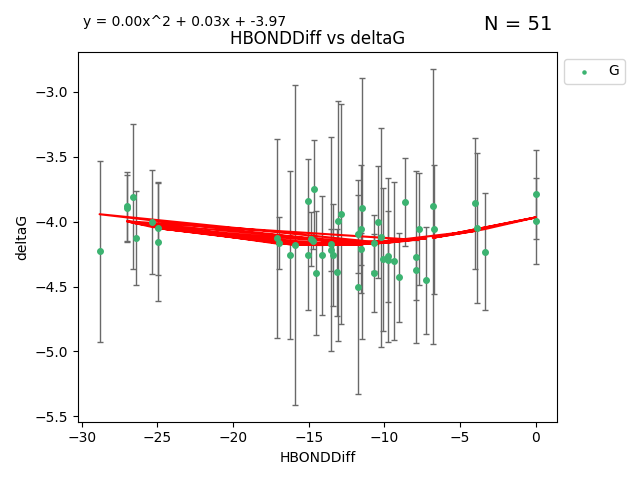 y = 0.00x^2 + 0.03x + -3.97
N = 51
HBONDDiff vs deltaG
G
deltaG
−3.0
−3.5
−4.0
−4.5
−5.0
−5.5
−30 −25 −20 −15 −10 −5 0
HBONDDiff